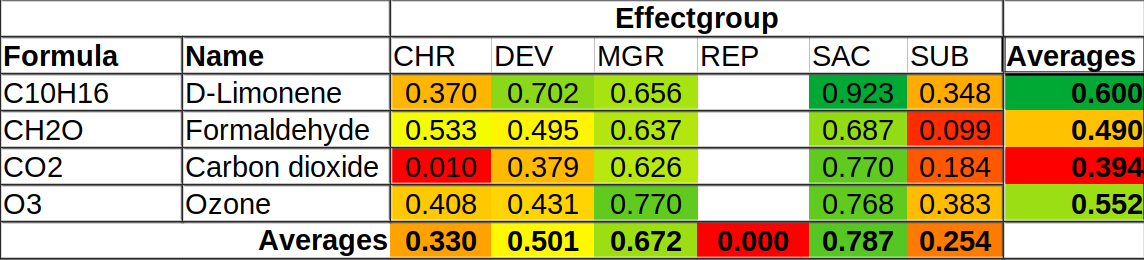 Effectgroup
Formula Name CHR DEV MGR REP SAC SUB Averages
C10H16 D-Limonene 0.370 0.702 0.656 0.923 0.348 0.600
CH2O Formaldehyde 0.533 0.495 0.637 0.687 0.099 0.490
CO2 Carbon dioxide 0.010 0.379 0.626 0.770 0.184 0.394
O3 Ozone 0.408 0.431 0.770 0.768 0.383 0.552
Averages 0.330 0.501 0.672 0.000 0.787 0.254